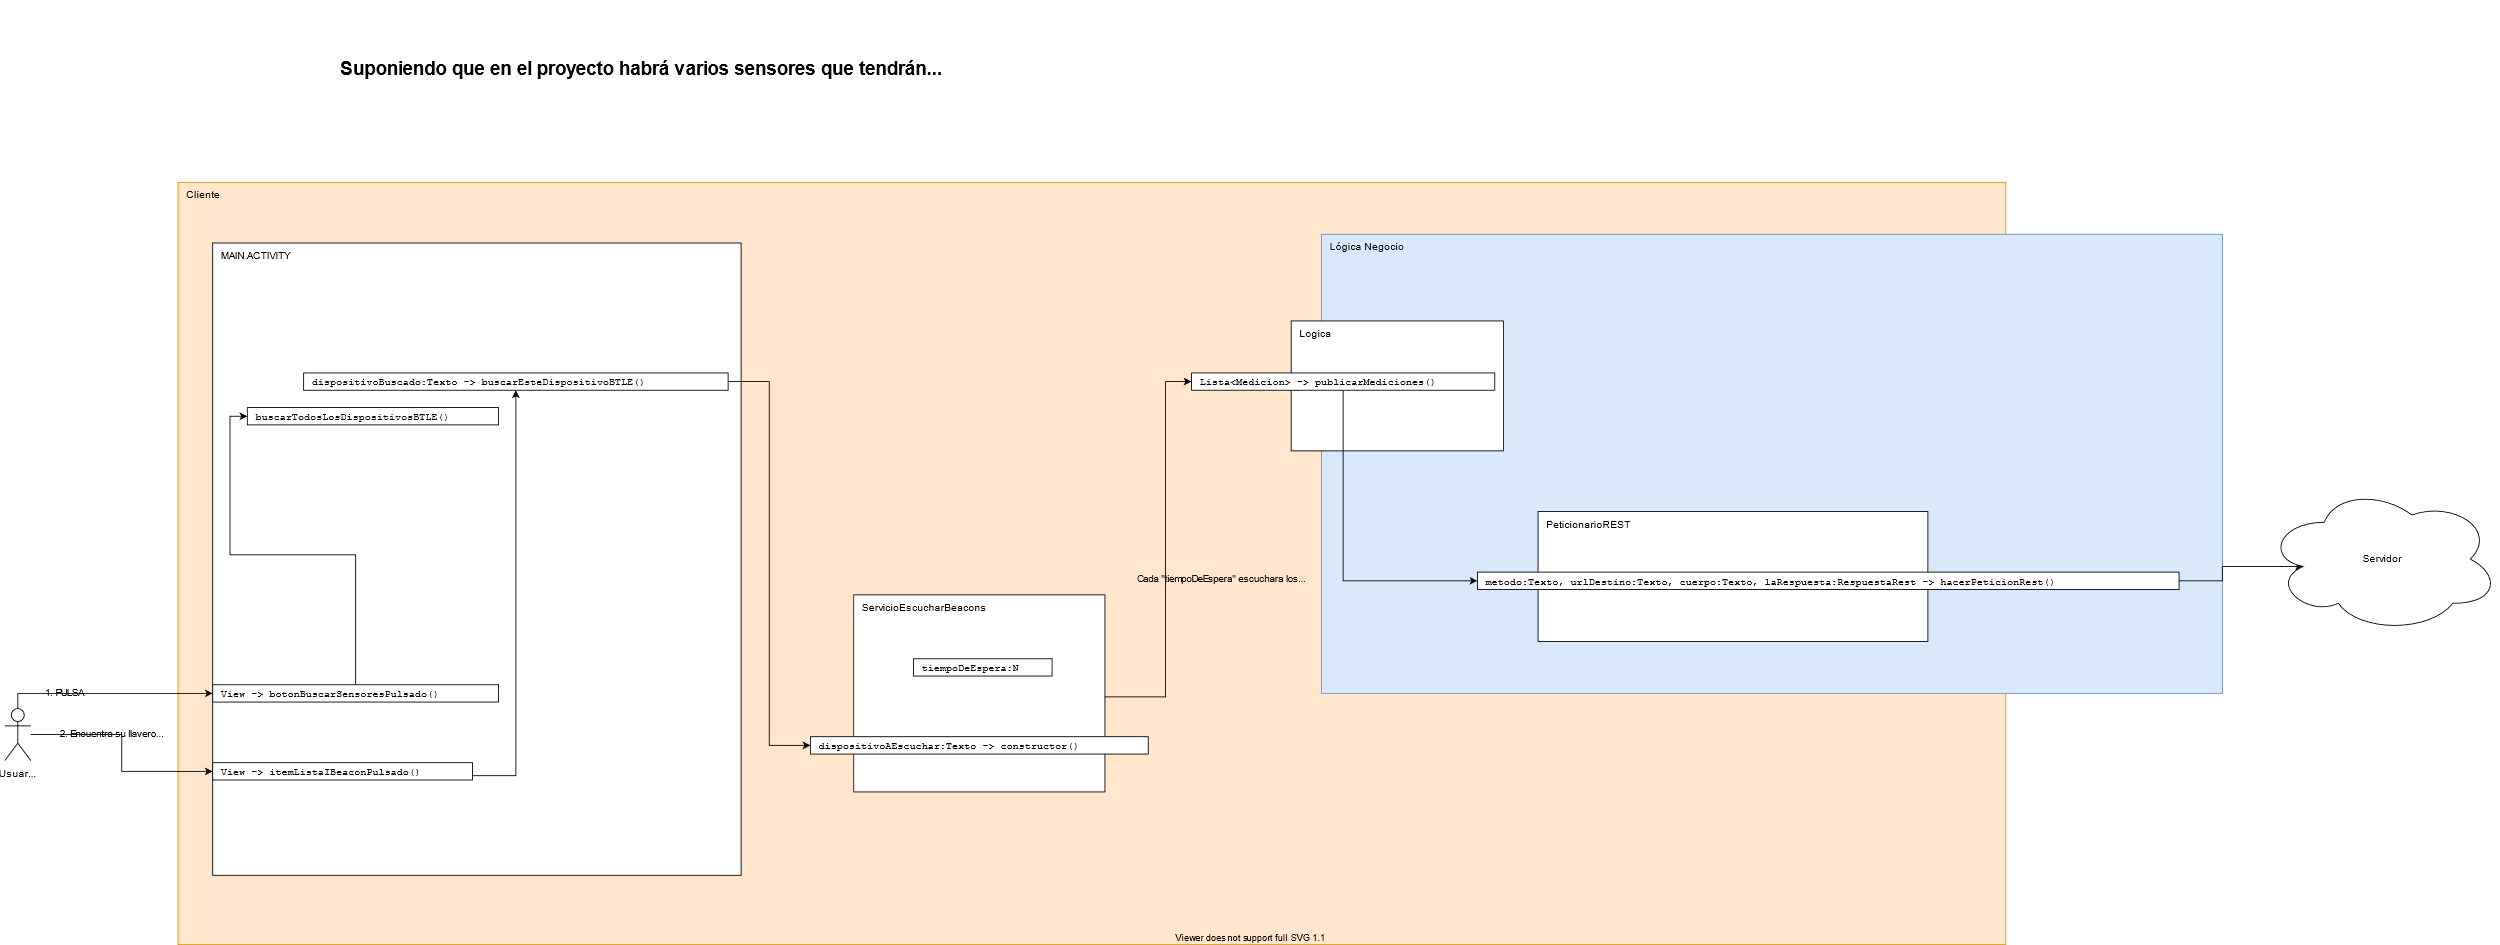 Suponiendo que en el proyecto habrá varios sensores que tendrán...
Cliente
MAIN ACTIVITY
dispositivoBuscado:Texto -> buscarEsteDispositivoBTLE()
buscarTodosLosDispositivosBTLE()
1. PULSA
View -> botonBuscarSensoresPulsado()
2. Encuentra su llavero...
View -> itemListaIBeaconPulsado()
Usuar...
ServicioEscucharBeacons
tiempoDeEspera:N
dispositivoAEscuchar:Texto -> constructor()
Cada "tiempoDeEspera" escuchara los...
Lógica Negocio
Logica
Lista<Medicion> -> publicarMediciones()
PeticionarioREST
metodo:Texto, urlDestino:Texto, cuerpo:Texto, laRespuesta:RespuestaRest -> hacerPeticionRest()
Servidor
Viewer does not support full SVG 1.1